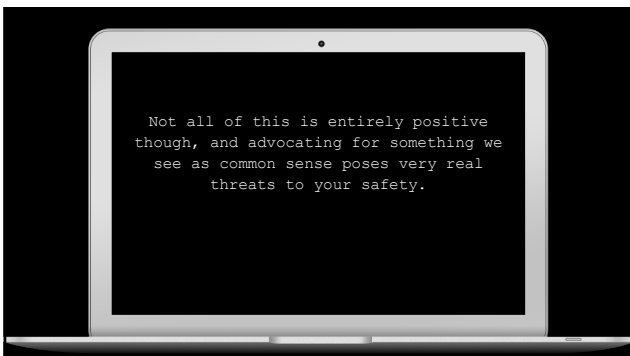 Not all of this is entirely positive
though, and advocating for something we
see as common sense poses very real
threats to your safety.